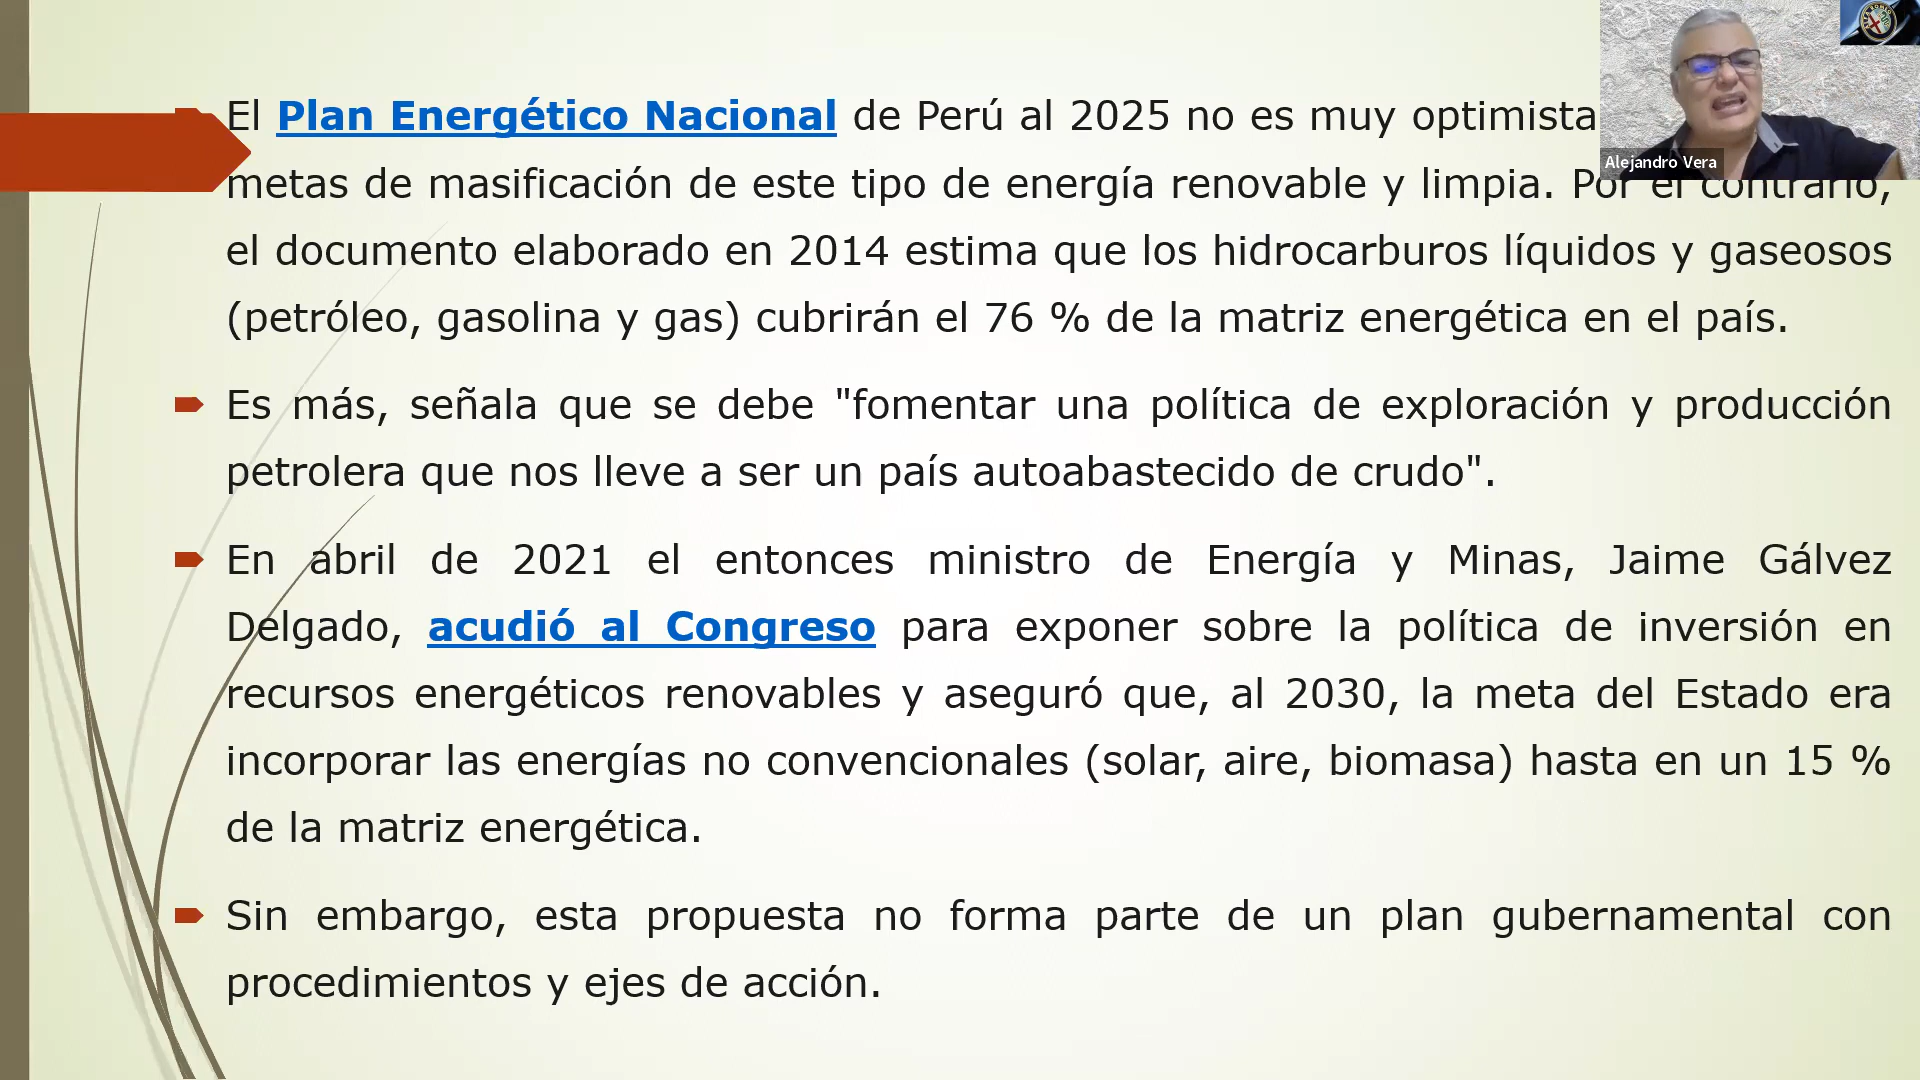 El Plan Energético Nacional de Perú al 2025 no es muy optimista
metas de masificación de este tipo de energía renovable y limpia. Por el contrario,
el documento elaborado en 2014 estima que los hidrocarburos líquidos y gaseosos
(petróleo, gasolina y gas) cubrirán el 76 % de la matriz energética en el país.
Es más, señala que se debe "fomentar una política de exploración y producción
petrolera que nos lleve a ser un país autoabastecido de crudo".
En abril de 2021 el entonces ministro de Energía y Minas, Jaime Gálvez
Delgado, acudió al Congreso para exponer sobre la política de inversión en
recursos energéticos renovables y aseguró que, al 2030, la meta del Estado era
incorporar las energías no convencionales (solar, aire, biomasa) hasta en un 15 %
de la matriz energética.
Sin embargo, esta propuesta no forma parte de un plan gubernamental con
procedimientos y ejes de acción.
Alejandro Vera